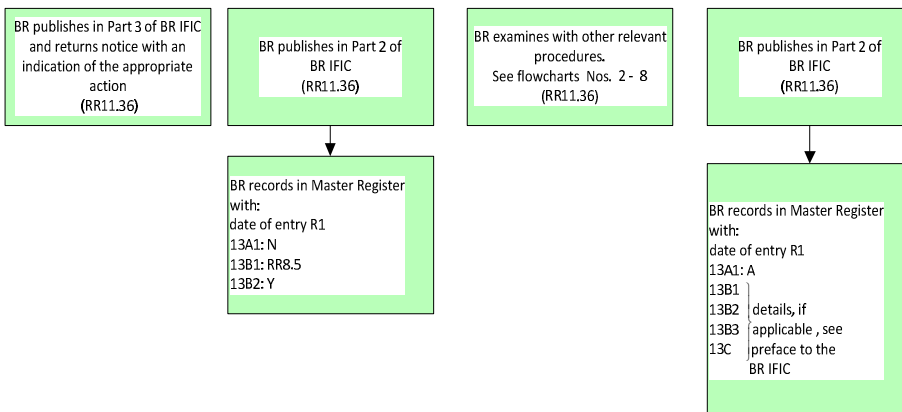 BR publishes in Part 3 of BR IFIC
and returns notice with an
indication of the appropriate
action
(RR11.36)
BR publishes in Part 2 of
BR IFIC
(RR11.36)
BR records in Master Register
with:
date of entry R1
13A1: N
13B1: RR8.5
13B2: Y
BR examines with other relevant
procedures.
See flowcharts Nos. 2 - 8
(RR11.36)
BR publishes in Part 2 of
BR IFIC
(RR11.36)
BR records in Master Register
with:
date of entry R1
13A1: A
13B1
13B2 details, if
13B3 applicable , see
13C preface to the
BR IFIC